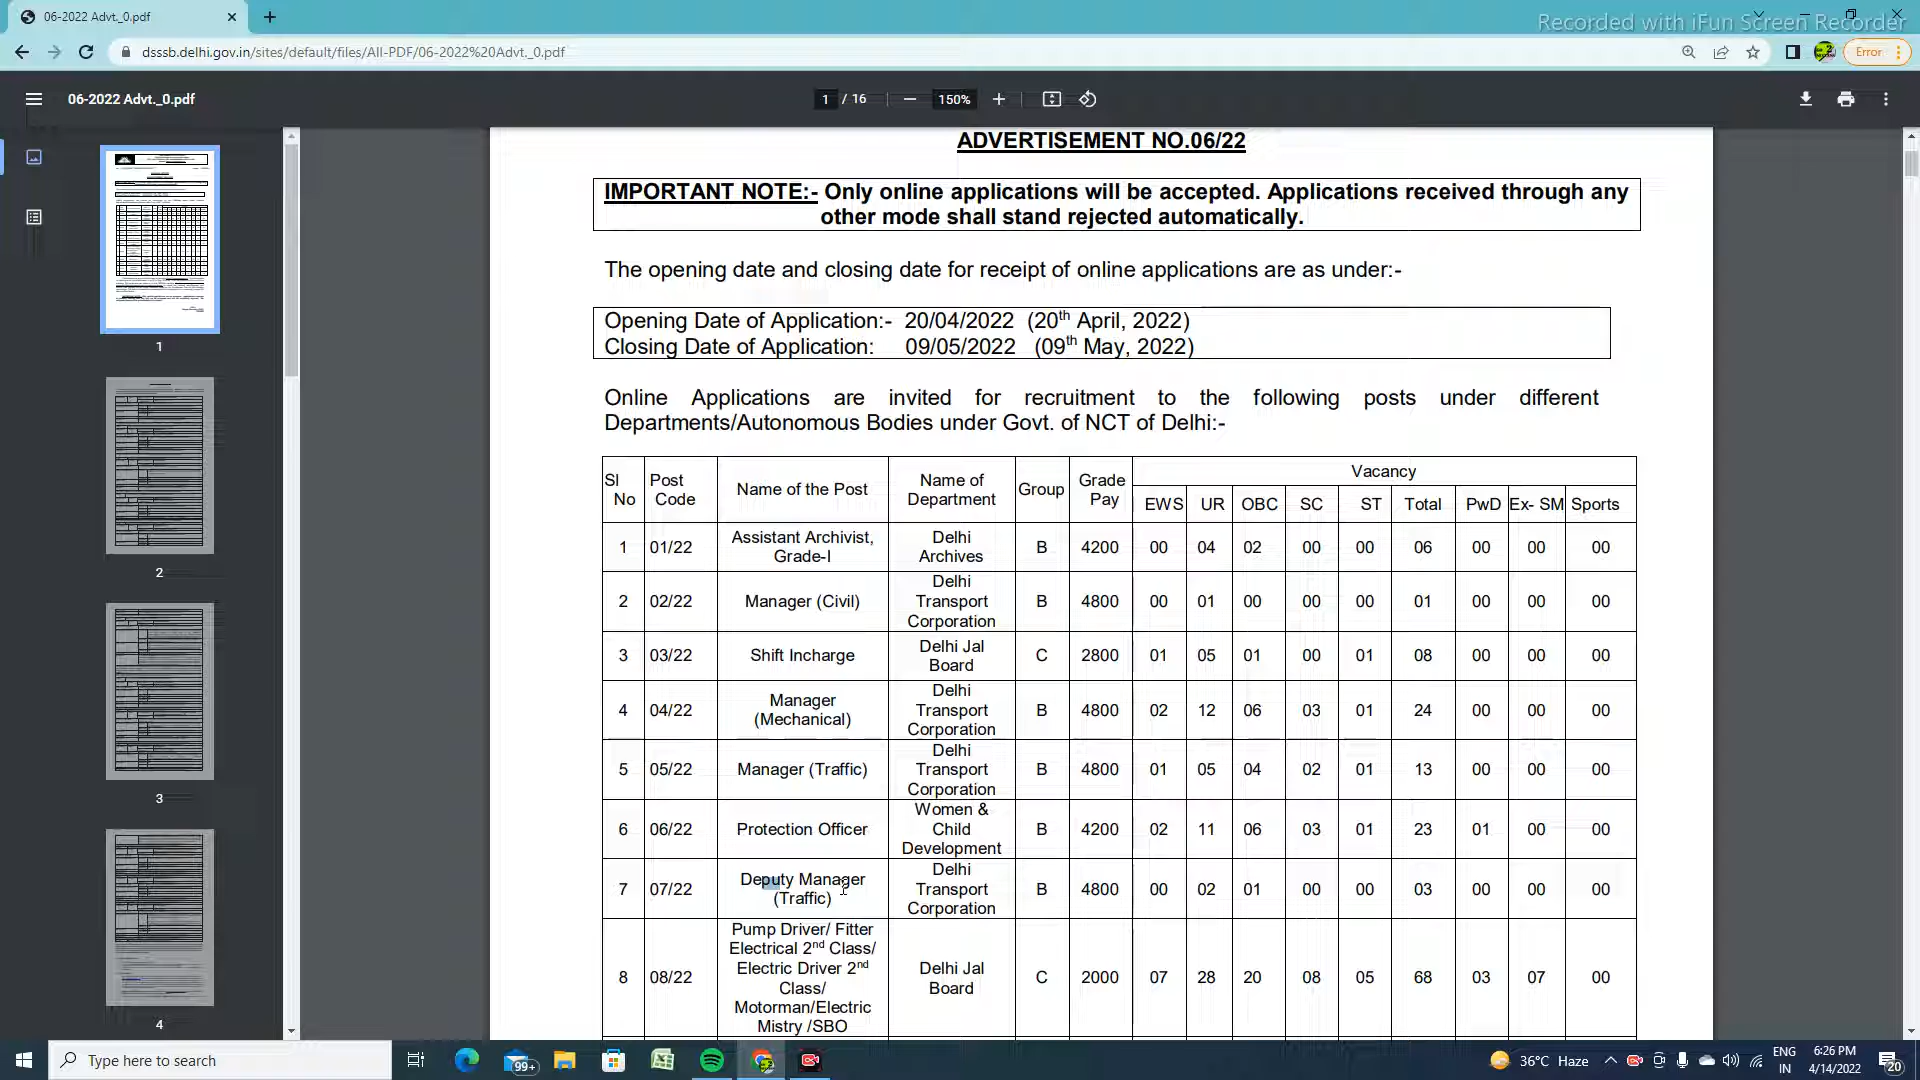 06-2022 Advt._0.pdf
Recorded with iFun Screen Recorder
dsssb.delhi.gov.in/sites/default/files/All-PDF/06-2022%20Advt._0.pdf
Error
06-2022 Advt._0.pdf
1 / 16
150%
1
2
3
4
ADVERTISEMENT NO.06/22
IMPORTANT NOTE:- Only online applications will be accepted. Applications received through any
other mode shall stand rejected automatically.
The opening date and closing date for receipt of online applications are as under:-
Opening Date of Application:- 20/04/2022 (20th April, 2022)
Closing Date of Application: 09/05/2022 (09th May, 2022)
Online Applications are invited for recruitment to the following posts under different
Departments/Autonomous Bodies under Govt. of NCT of Delhi:-
Sl No Post Code Name of the Post Name of Department Group Grade Pay Vacancy
EWS UR OBC SC ST Total PwD Ex- SM Sports
1 01/22 Assistant Archivist, Grade-I Delhi Archives B 4200 00 04 02 00 00 06 00 00 00
2 02/22 Manager (Civil) Delhi Transport Corporation B 4800 00 01 00 00 00 01 00 00 00
3 03/22 Shift Incharge Delhi Jal Board C 2800 01 05 01 00 01 08 00 00 00
4 04/22 Manager (Mechanical) Delhi Transport Corporation B 4800 02 12 06 03 01 24 00 00 00
5 05/22 Manager (Traffic) Delhi Transport Corporation B 4800 01 05 04 02 01 13 00 00 00
6 06/22 Protection Officer Women & Child Development B 4200 02 11 06 03 01 23 01 00 00
7 07/22 Deputy Manager (Traffic) Delhi Transport Corporation B 4800 00 02 01 00 00 03 00 00 00
8 08/22 Pump Driver/ Fitter Electrical 2nd Class/ Electric Driver 2nd Class/ Motorman/Electric Mistry /SBO Delhi Jal Board C 2000 07 28 20 08 05 68 03 07 00
Type here to search
99+
36°C Haze
ENG
IN
6:26 PM
4/14/2022
20